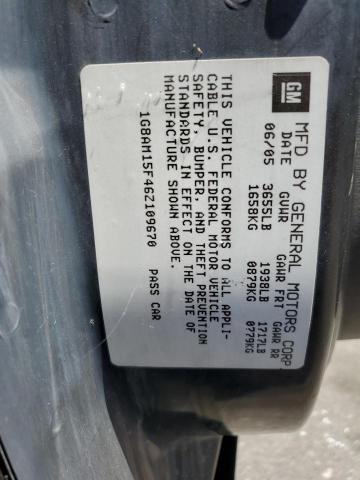 GM
MFD BY GENERAL MOTORS CORP
DATE GVWR GAWR FRT GAWR RR
06/05 3655LB 1938LB 1717LB
1658KG 0879KG 0779KG
THIS VEHICLE CONFORMS TO ALL APPLI-
CABLE U.S. FEDERAL MOTOR VEHICLE
SAFETY, BUMPER, AND THEFT PREVENTION
STANDARDS IN EFFECT ON THE DATE OF
MANUFACTURE SHOWN ABOVE.
1G8AM15F46Z109670 PASS CAR